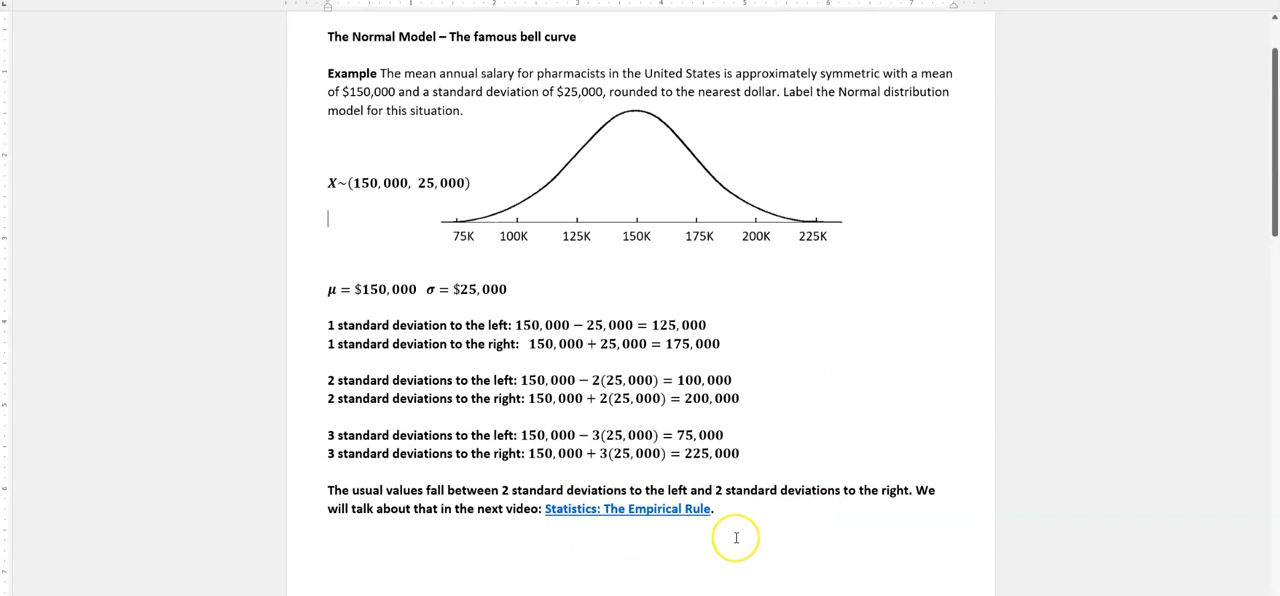 The Normal Model – The famous bell curve
Example The mean annual salary for pharmacists in the United States is approximately symmetric with a mean
of $150,000 and a standard deviation of $25,000, rounded to the nearest dollar. Label the Normal distribution
model for this situation.
X~(150,000, 25,000)
75K 100K 125K 150K 175K 200K 225K
μ = $150,000 σ = $25,000
1 standard deviation to the left: 150,000 − 25,000 = 125,000
1 standard deviation to the right: 150,000 + 25,000 = 175,000
2 standard deviations to the left: 150,000 − 2(25,000) = 100,000
2 standard deviations to the right: 150,000 + 2(25,000) = 200,000
3 standard deviations to the left: 150,000 − 3(25,000) = 75,000
3 standard deviations to the right: 150,000 + 3(25,000) = 225,000
The usual values fall between 2 standard deviations to the left and 2 standard deviations to the right. We
will talk about that in the next video: Statistics: The Empirical Rule.